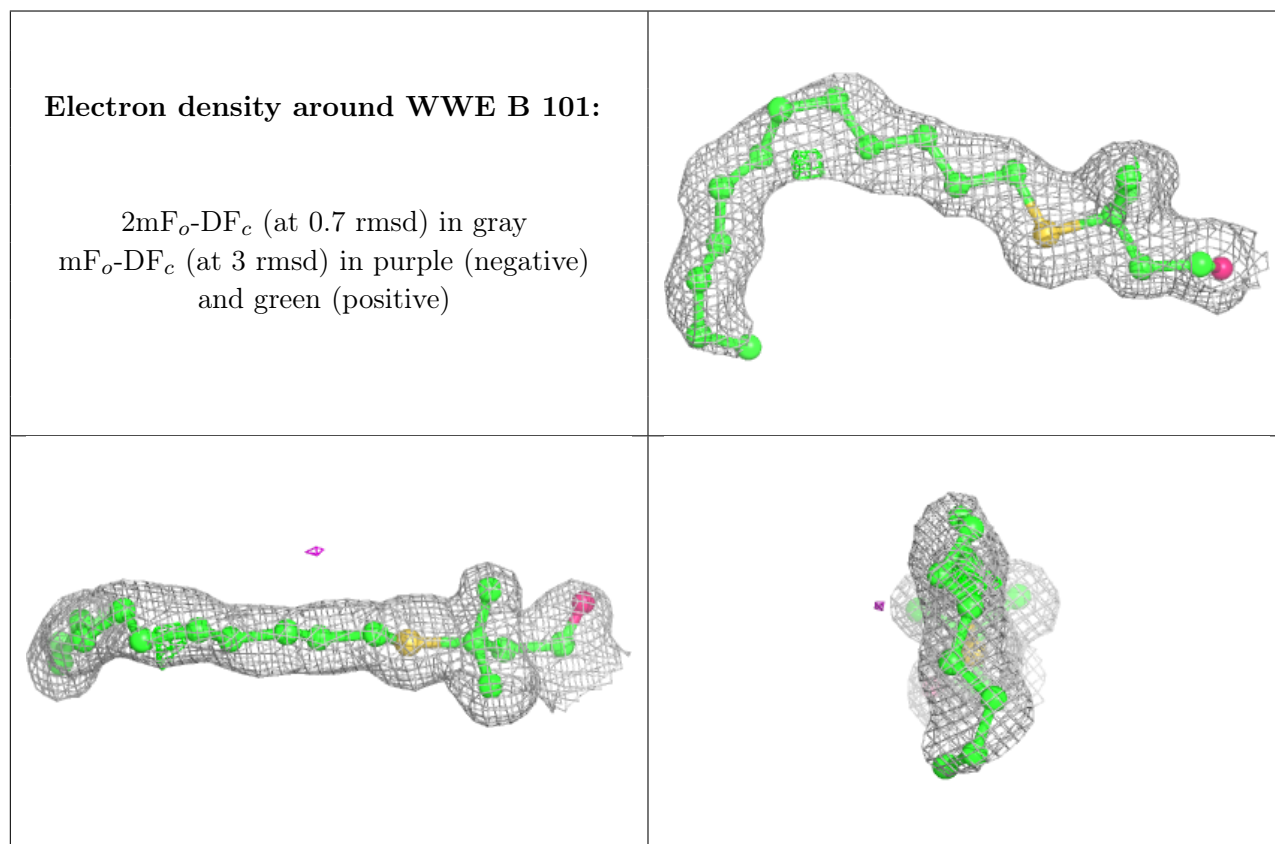 Electron density around WWE B 101:
2mFₒ-DF𝒸 (at 0.7 rmsd) in gray
mFₒ-DF𝒸 (at 3 rmsd) in purple (negative)
and green (positive)